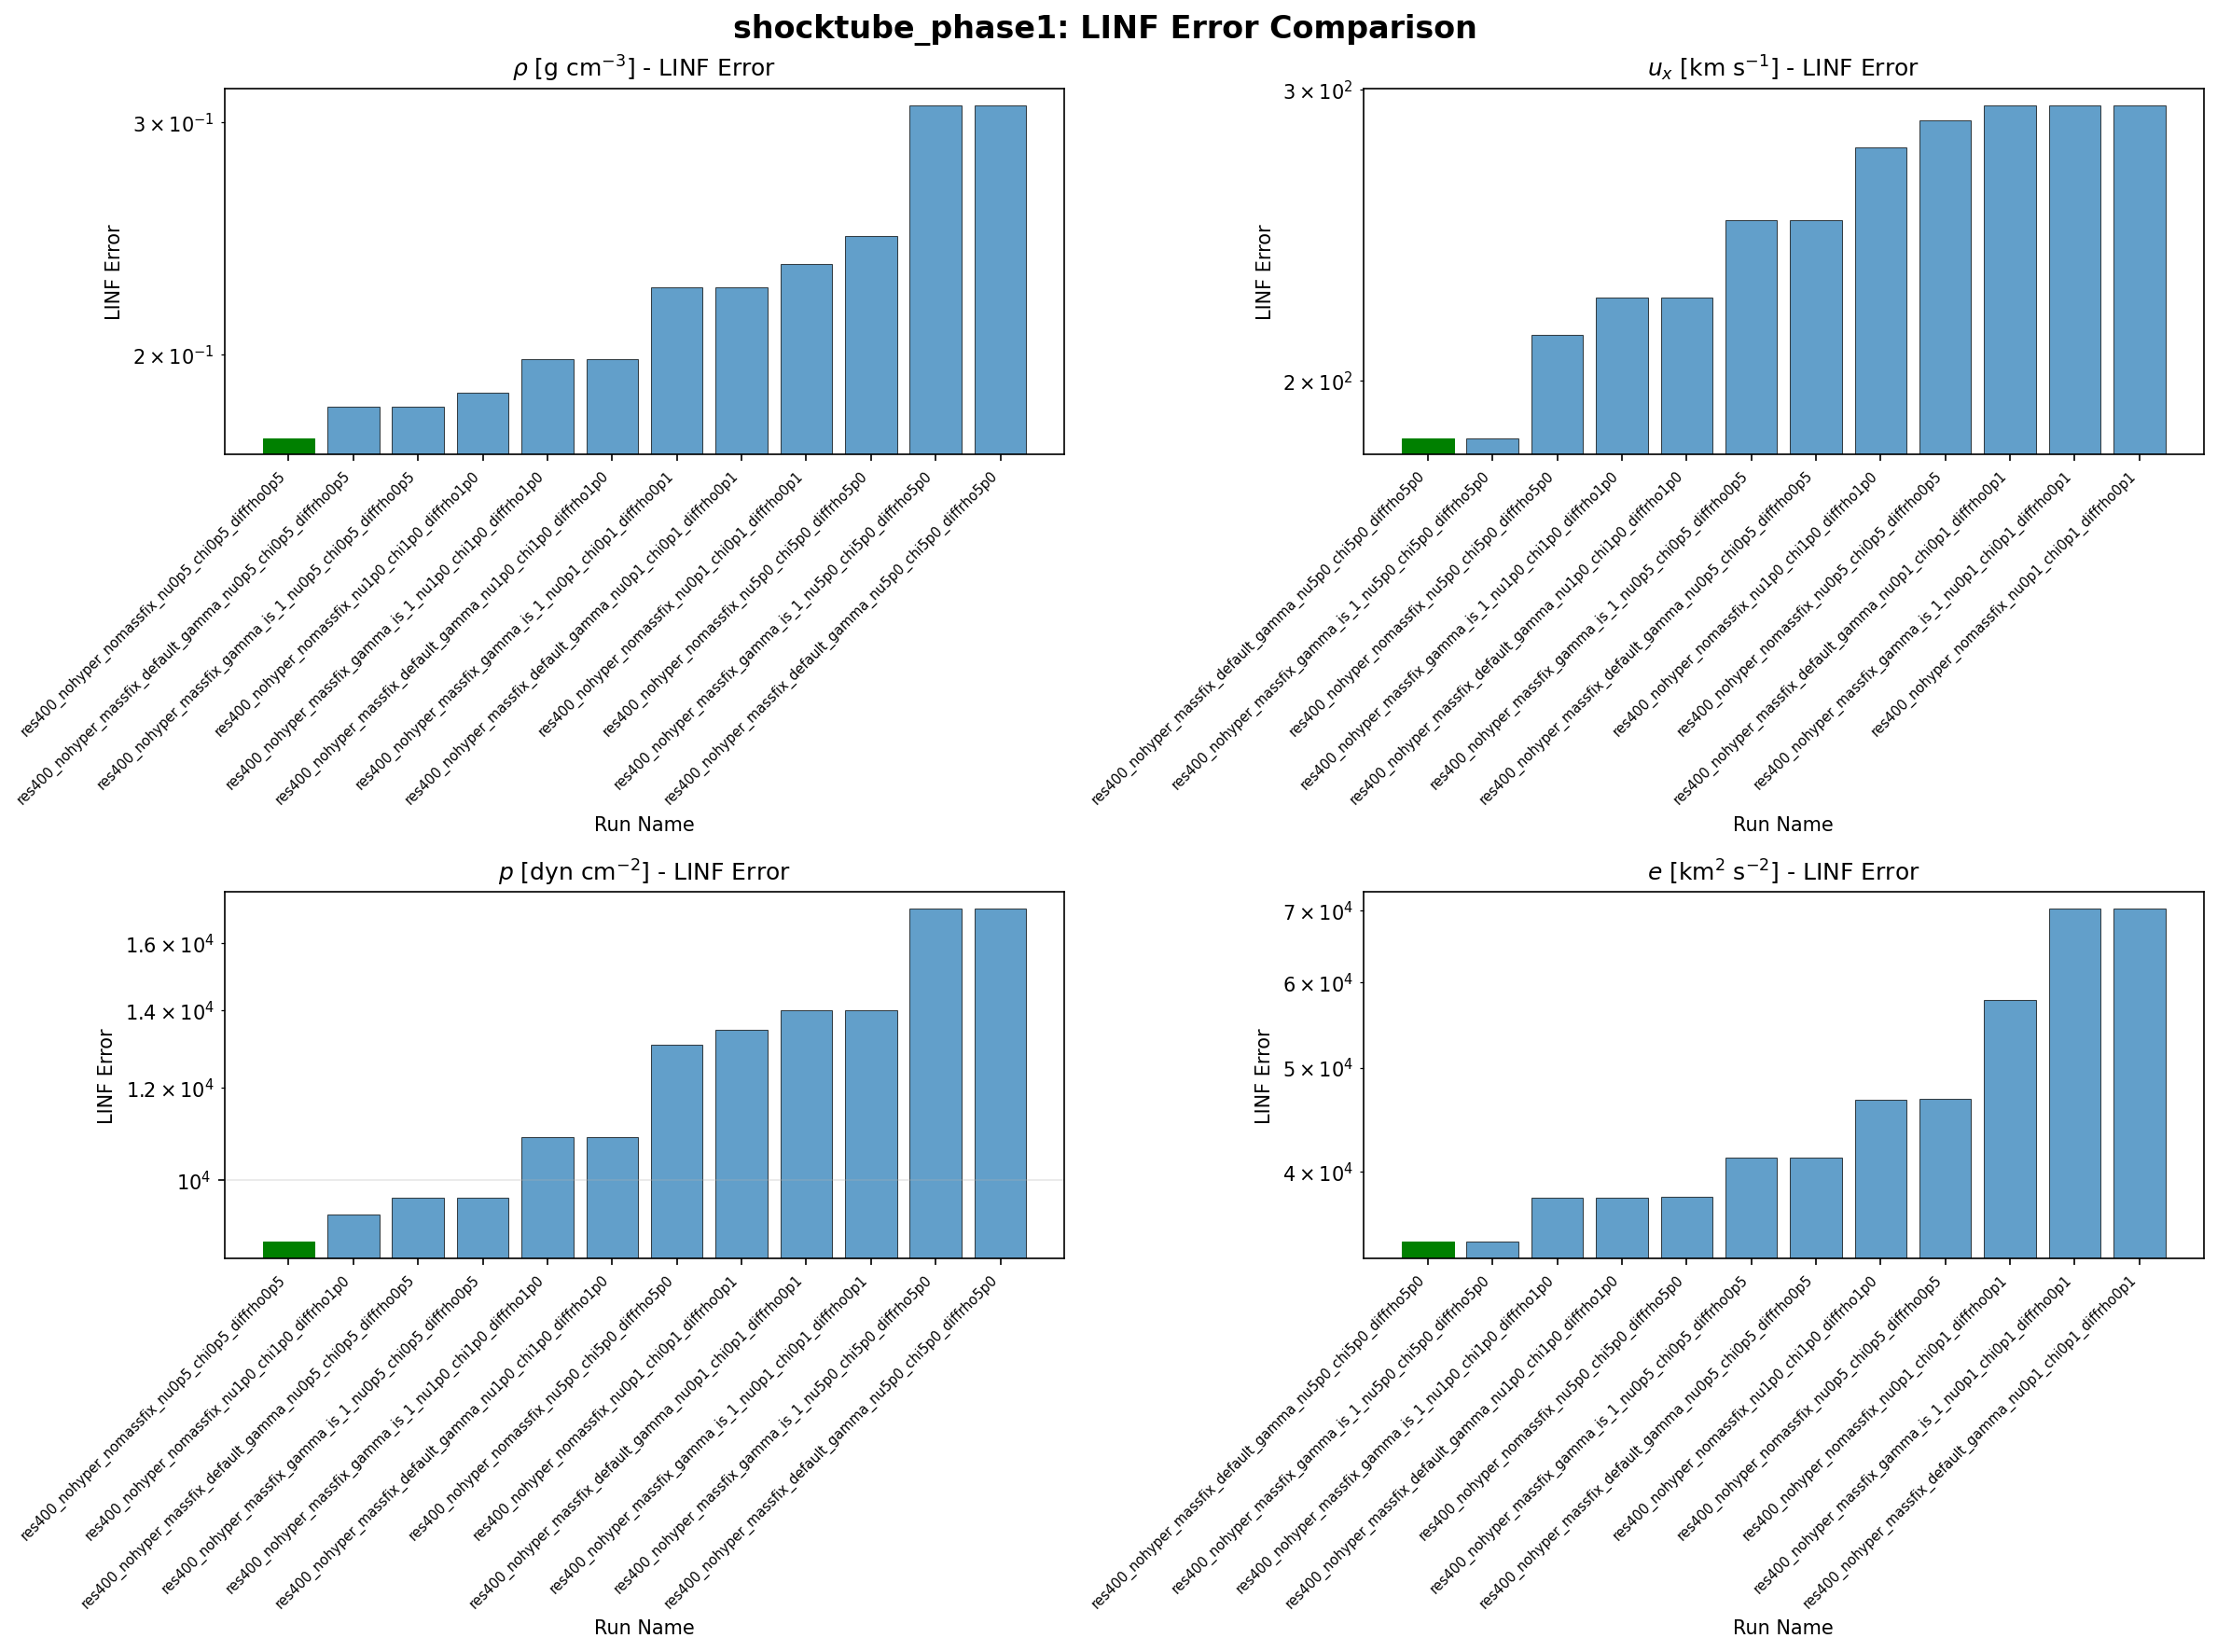 shocktube_phase1: LINF Error Comparison
ρ [g cm⁻³] - LINF Error
LINF Error
3 × 10⁻¹
2 × 10⁻¹
res400_nohyper_nomassfix_nu0p5_chi0p5_diffrho0p5
res400_nohyper_massfix_default_gamma_nu0p5_chi0p5_diffrho0p5
res400_nohyper_massfix_gamma_is_1_nu0p5_chi0p5_diffrho0p5
res400_nohyper_nomassfix_nu1p0_chi1p0_diffrho1p0
res400_nohyper_massfix_gamma_is_1_nu1p0_chi1p0_diffrho1p0
res400_nohyper_massfix_default_gamma_nu1p0_chi1p0_diffrho1p0
res400_nohyper_massfix_gamma_is_1_nu0p1_chi0p1_diffrho0p1
res400_nohyper_massfix_default_gamma_nu0p1_chi0p1_diffrho0p1
res400_nohyper_nomassfix_nu0p1_chi0p1_diffrho0p1
res400_nohyper_nomassfix_nu5p0_chi5p0_diffrho5p0
res400_nohyper_massfix_gamma_is_1_nu5p0_chi5p0_diffrho5p0
res400_nohyper_massfix_default_gamma_nu5p0_chi5p0_diffrho5p0
Run Name
uₓ [km s⁻¹] - LINF Error
LINF Error
3 × 10²
2 × 10²
res400_nohyper_massfix_default_gamma_nu5p0_chi5p0_diffrho5p0
res400_nohyper_massfix_gamma_is_1_nu5p0_chi5p0_diffrho5p0
res400_nohyper_nomassfix_nu5p0_chi5p0_diffrho5p0
res400_nohyper_massfix_gamma_is_1_nu1p0_chi1p0_diffrho1p0
res400_nohyper_massfix_default_gamma_nu1p0_chi1p0_diffrho1p0
res400_nohyper_massfix_gamma_is_1_nu0p5_chi0p5_diffrho0p5
res400_nohyper_massfix_default_gamma_nu0p5_chi0p5_diffrho0p5
res400_nohyper_nomassfix_nu1p0_chi1p0_diffrho1p0
res400_nohyper_nomassfix_nu0p5_chi0p5_diffrho0p5
res400_nohyper_massfix_default_gamma_nu0p1_chi0p1_diffrho0p1
res400_nohyper_massfix_gamma_is_1_nu0p1_chi0p1_diffrho0p1
res400_nohyper_nomassfix_nu0p1_chi0p1_diffrho0p1
Run Name
p [dyn cm⁻²] - LINF Error
LINF Error
1.6 × 10⁴
1.4 × 10⁴
1.2 × 10⁴
10⁴
res400_nohyper_nomassfix_nu0p5_chi0p5_diffrho0p5
res400_nohyper_nomassfix_nu1p0_chi1p0_diffrho1p0
res400_nohyper_massfix_default_gamma_nu0p5_chi0p5_diffrho0p5
res400_nohyper_massfix_gamma_is_1_nu0p5_chi0p5_diffrho0p5
res400_nohyper_massfix_gamma_is_1_nu1p0_chi1p0_diffrho1p0
res400_nohyper_massfix_default_gamma_nu1p0_chi1p0_diffrho1p0
res400_nohyper_nomassfix_nu5p0_chi5p0_diffrho5p0
res400_nohyper_nomassfix_nu0p1_chi0p1_diffrho0p1
res400_nohyper_massfix_default_gamma_nu0p1_chi0p1_diffrho0p1
res400_nohyper_massfix_gamma_is_1_nu0p1_chi0p1_diffrho0p1
res400_nohyper_massfix_gamma_is_1_nu5p0_chi5p0_diffrho5p0
res400_nohyper_massfix_default_gamma_nu5p0_chi5p0_diffrho5p0
Run Name
e [km² s⁻²] - LINF Error
LINF Error
7 × 10⁴
6 × 10⁴
5 × 10⁴
4 × 10⁴
res400_nohyper_massfix_default_gamma_nu5p0_chi5p0_diffrho5p0
res400_nohyper_massfix_gamma_is_1_nu5p0_chi5p0_diffrho5p0
res400_nohyper_massfix_gamma_is_1_nu1p0_chi1p0_diffrho1p0
res400_nohyper_massfix_default_gamma_nu1p0_chi1p0_diffrho1p0
res400_nohyper_nomassfix_nu5p0_chi5p0_diffrho5p0
res400_nohyper_massfix_gamma_is_1_nu0p5_chi0p5_diffrho0p5
res400_nohyper_massfix_default_gamma_nu0p5_chi0p5_diffrho0p5
res400_nohyper_nomassfix_nu1p0_chi1p0_diffrho1p0
res400_nohyper_nomassfix_nu0p5_chi0p5_diffrho0p5
res400_nohyper_nomassfix_nu0p1_chi0p1_diffrho0p1
res400_nohyper_massfix_gamma_is_1_nu0p1_chi0p1_diffrho0p1
res400_nohyper_massfix_default_gamma_nu0p1_chi0p1_diffrho0p1
Run Name